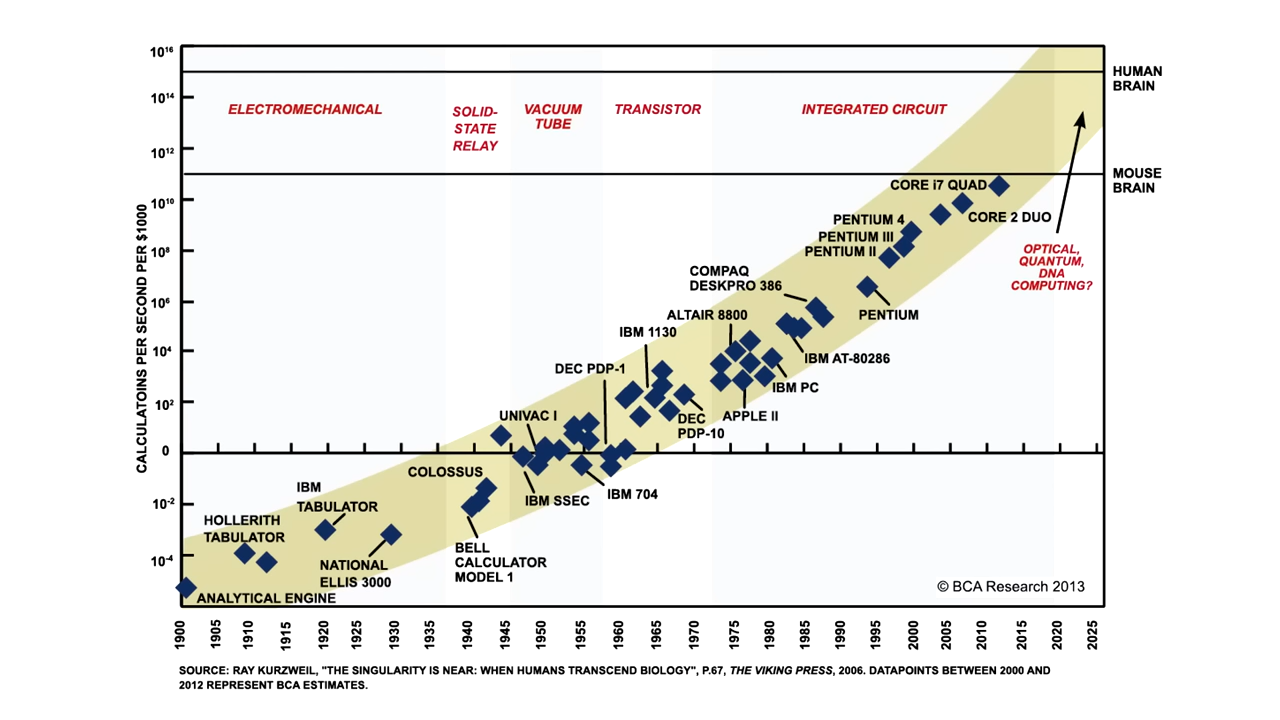 10^16
10^14
10^12
10^10
10^8
10^6
10^4
10^2
0
10^-2
10^-4
CALCULATOINS PER SECOND PER $1000
ELECTROMECHANICAL
SOLID-
STATE
RELAY
VACUUM
TUBE
TRANSISTOR
INTEGRATED CIRCUIT
HUMAN
BRAIN
MOUSE
BRAIN
CORE i7 QUAD
CORE 2 DUO
PENTIUM 4
PENTIUM III
PENTIUM II
PENTIUM
OPTICAL,
QUANTUM,
DNA
COMPUTING?
COMPAQ
DESKPRO 386
ALTAIR 8800
IBM 1130
IBM AT-80286
DEC PDP-1
IBM PC
APPLE II
DEC
PDP-10
UNIVAC I
COLOSSUS
IBM SSEC
IBM 704
IBM
TABULATOR
HOLLERITH
TABULATOR
NATIONAL
ELLIS 3000
BELL
CALCULATOR
MODEL 1
ANALYTICAL ENGINE
© BCA Research 2013
1900
1905
1910
1915
1920
1925
1930
1935
1940
1945
1950
1955
1960
1965
1970
1975
1980
1990
1995
2000
2005
2010
2015
2020
2025
SOURCE: RAY KURZWEIL, "THE SINGULARITY IS NEAR: WHEN HUMANS TRANSCEND BIOLOGY", P.67, THE VIKING PRESS, 2006. DATAPOINTS BETWEEN 2000 AND
2012 REPRESENT BCA ESTIMATES.